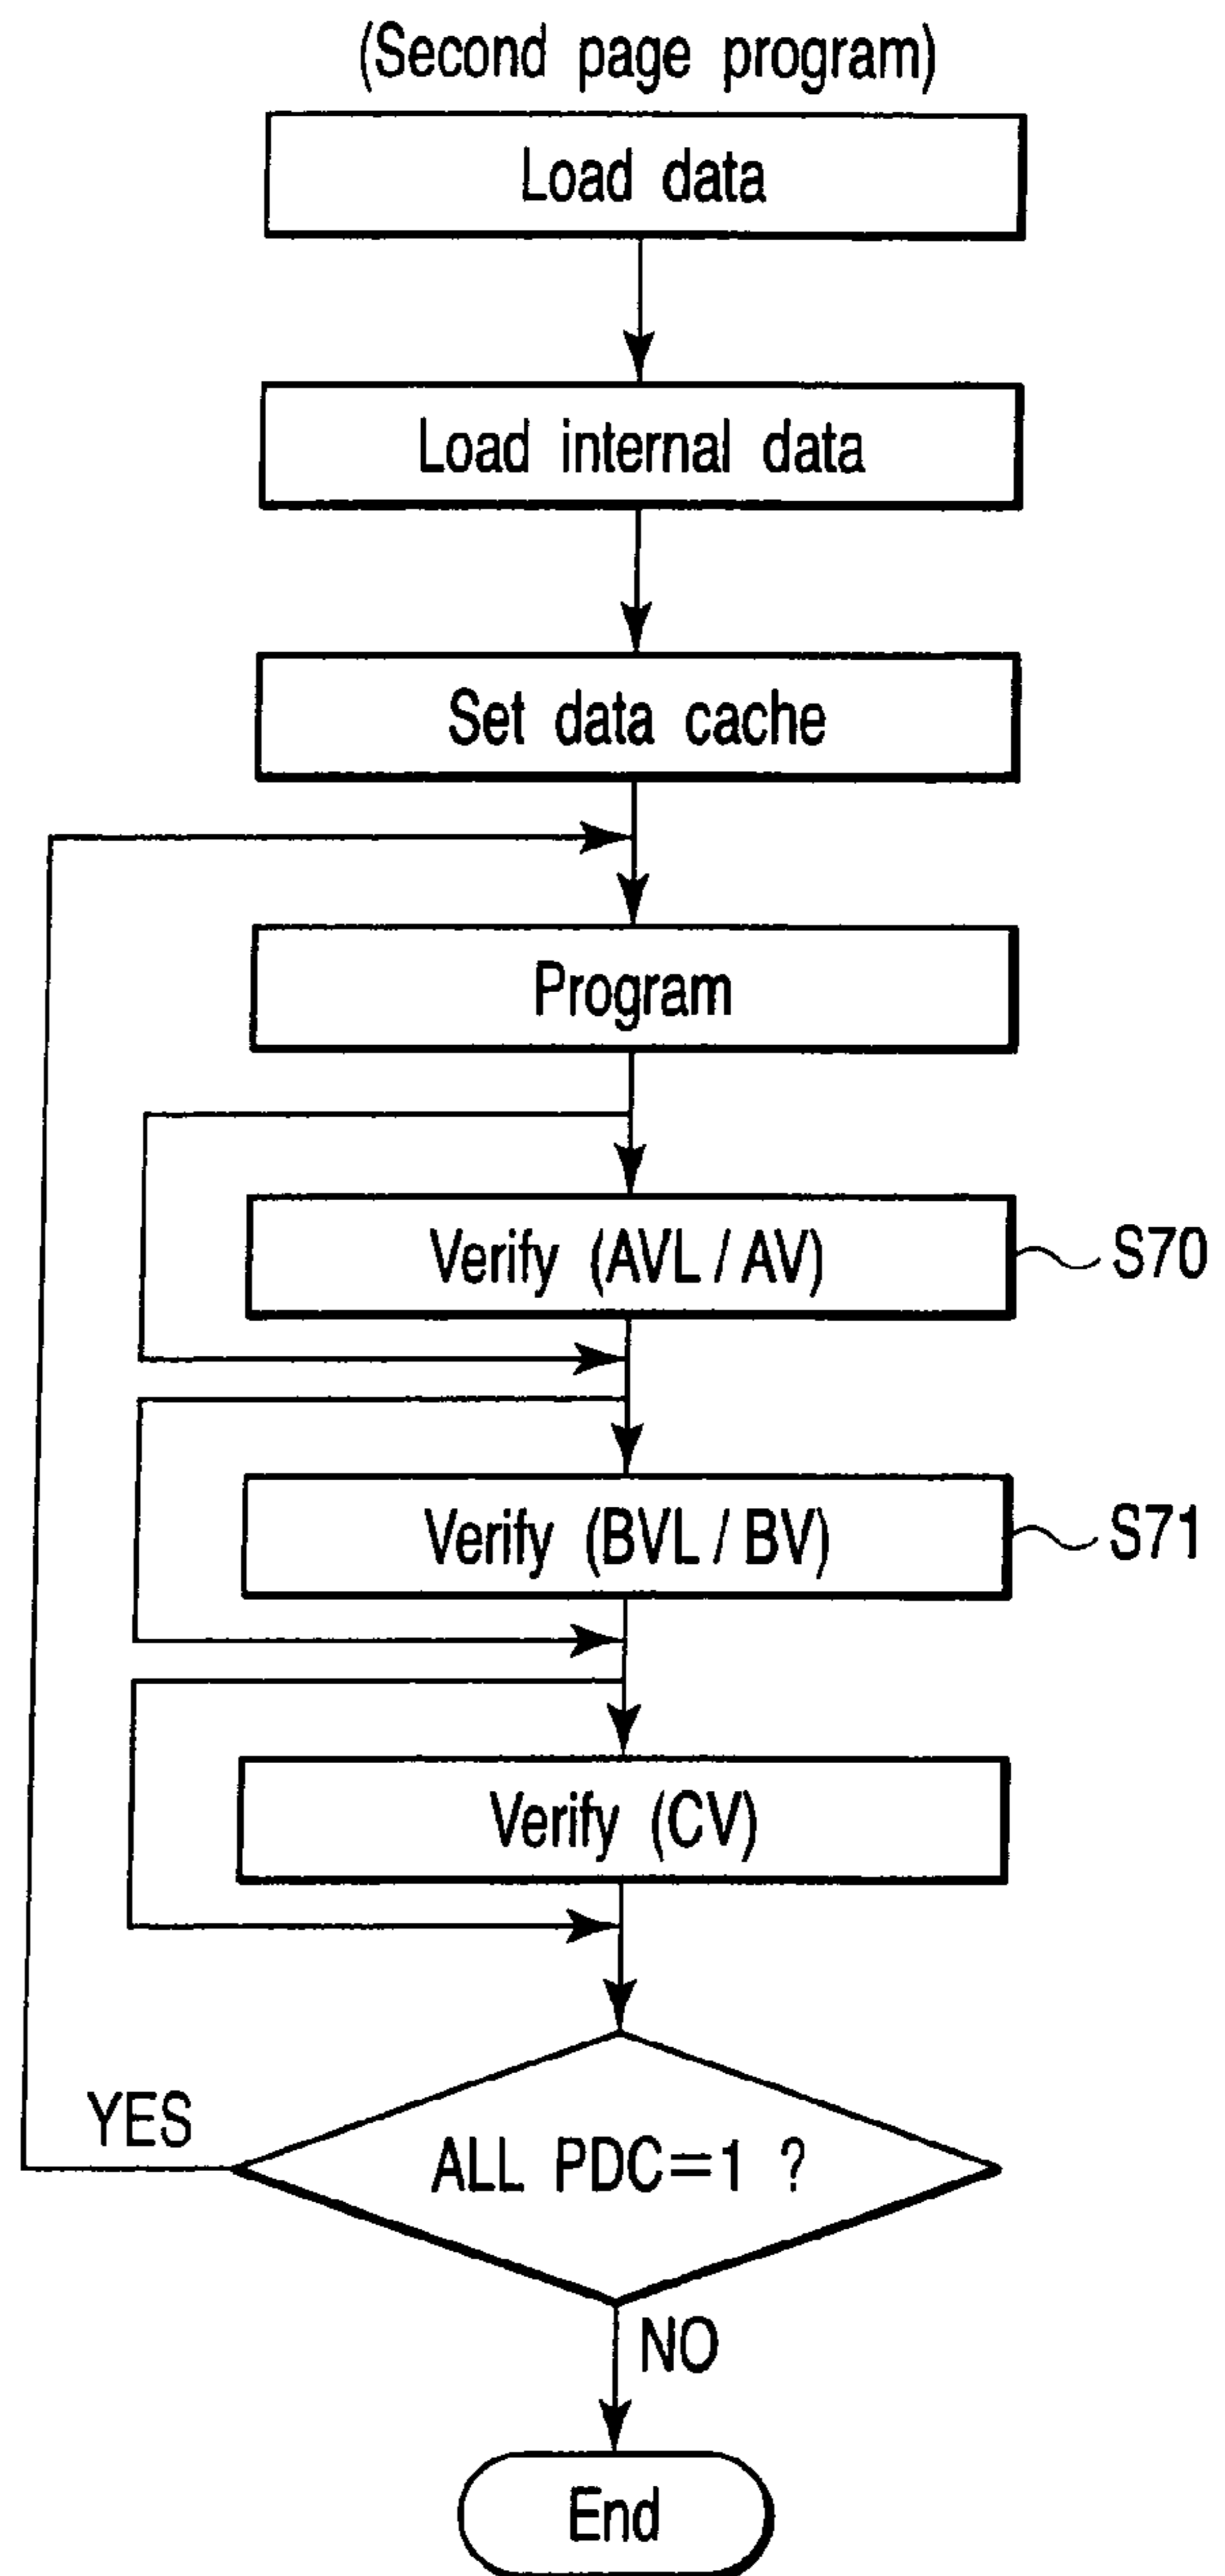 (Second page program)
Load data
Load internal data
Set data cache
Program
Verify (AVL / AV)
S70
Verify (BVL / BV)
S71
Verify (CV)
YES
ALL PDC=1 ?
NO
End